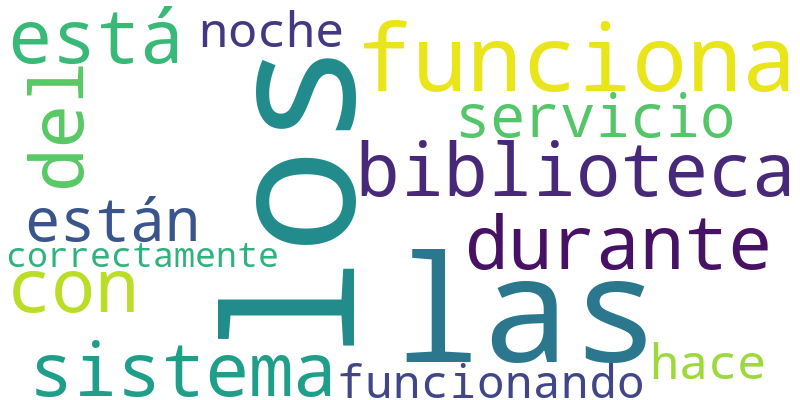 está
noche
funciona
del
los
servicio
biblioteca
están
durante
correctamente
con
las
sistema
funcionando
hace